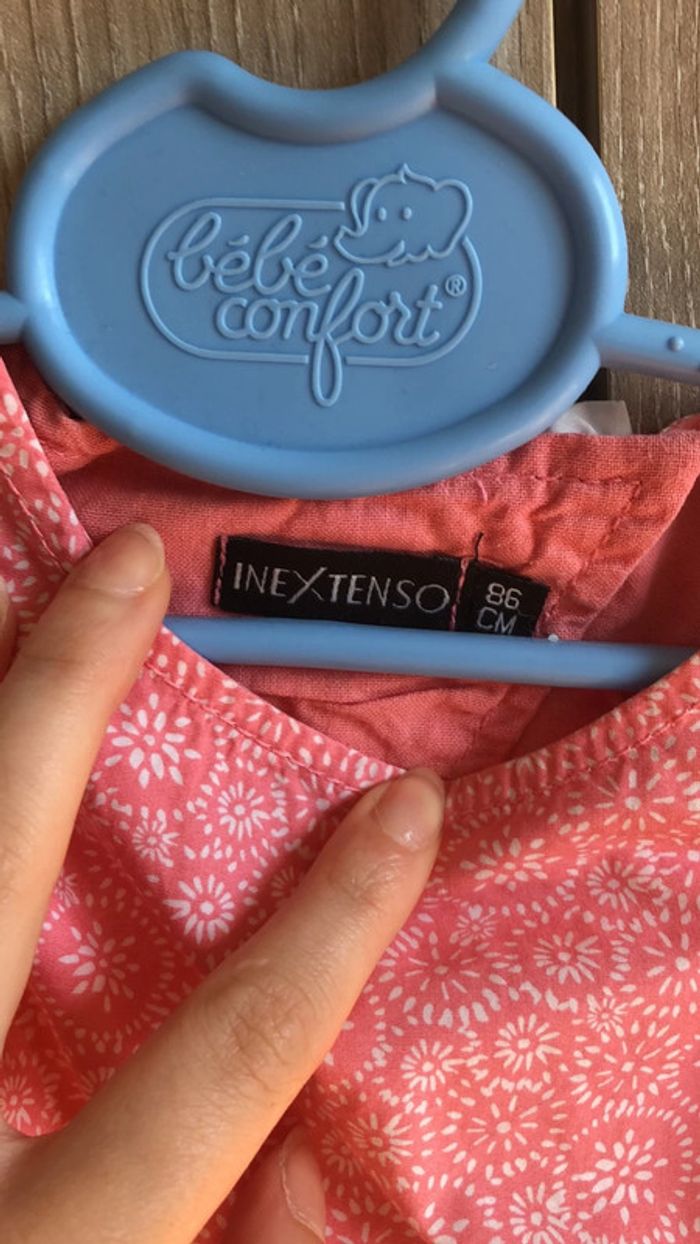 bébé
confort®
INEXTENSO
86
CM